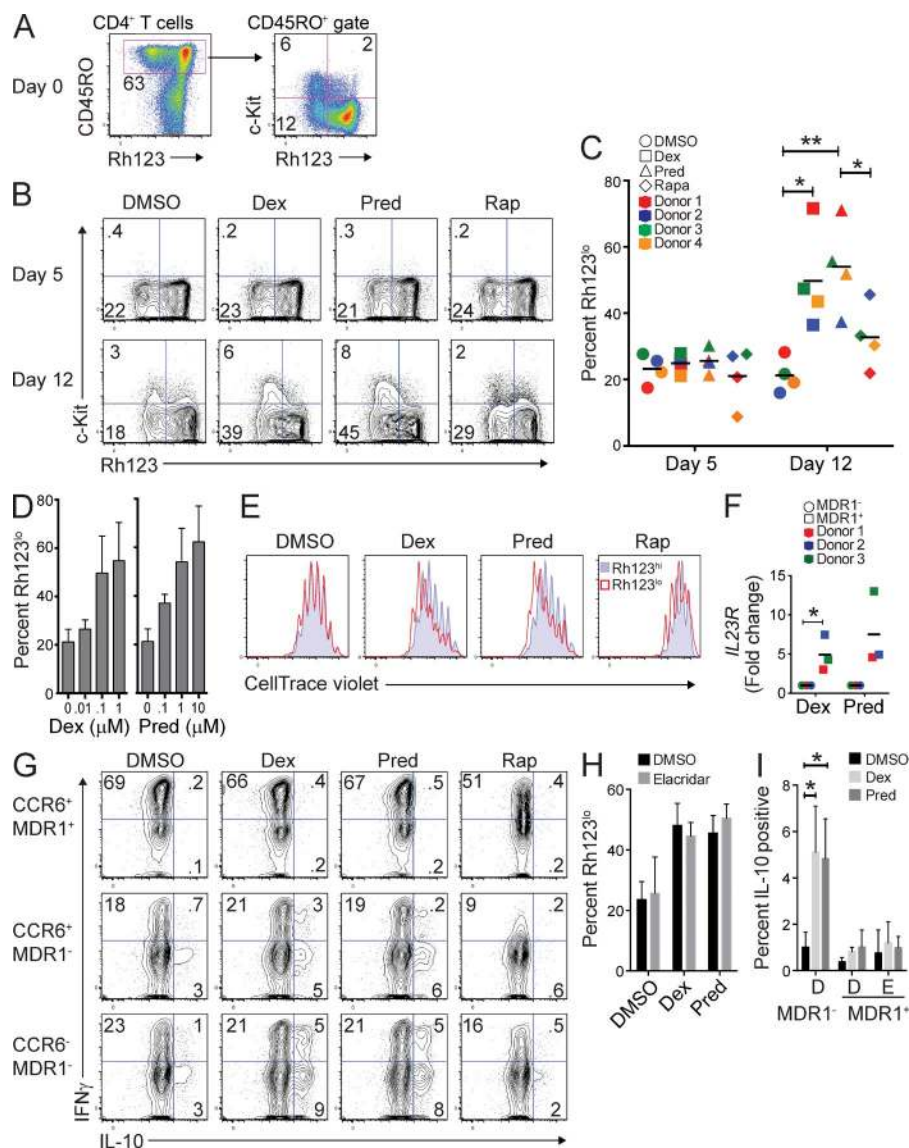 A
CD4+ T cells
CD45RO+ gate
Day 0
CD45RO
63
Rh123
c-Kit
6
2
12
Rh123
B
DMSO
Dex
Pred
Rap
Day 5
.4
.2
.3
.2
22
23
21
24
Day 12
3
6
8
2
18
39
45
29
c-Kit
Rh123
C
DMSO
Dex
Pred
Rapa
Donor 1
Donor 2
Donor 3
Donor 4
**
*
*
Percent Rh123lo
80
60
40
20
0
Day 5
Day 12
D
Percent Rh123lo
80
60
40
20
0
0 .01 .1 1
0 .1 1 10
Dex (μM)
Pred (μM)
E
DMSO
Dex
Pred
Rap
Rh123hi
Rh123lo
CellTrace violet
F
MDR1-
MDR1+
Donor 1
Donor 2
Donor 3
IL23R
(Fold change)
15
10
5
0
*
Dex
Pred
G
DMSO
Dex
Pred
Rap
CCR6+
MDR1+
69
.2
66
.4
67
.5
51
.4
.1
.2
.2
.2
CCR6+
MDR1-
18
.7
21
3
19
.2
9
.2
3
5
6
.6
CCR6-
MDR1-
23
1
21
5
21
5
16
.5
3
9
8
2
IFNγ
IL-10
H
DMSO
Elacridar
Percent Rh123lo
80
60
40
20
0
DMSO
Dex
Pred
I
DMSO
Dex
Pred
*
*
Percent IL-10 positive
8
6
4
2
0
D
D
E
MDR1-
MDR1+